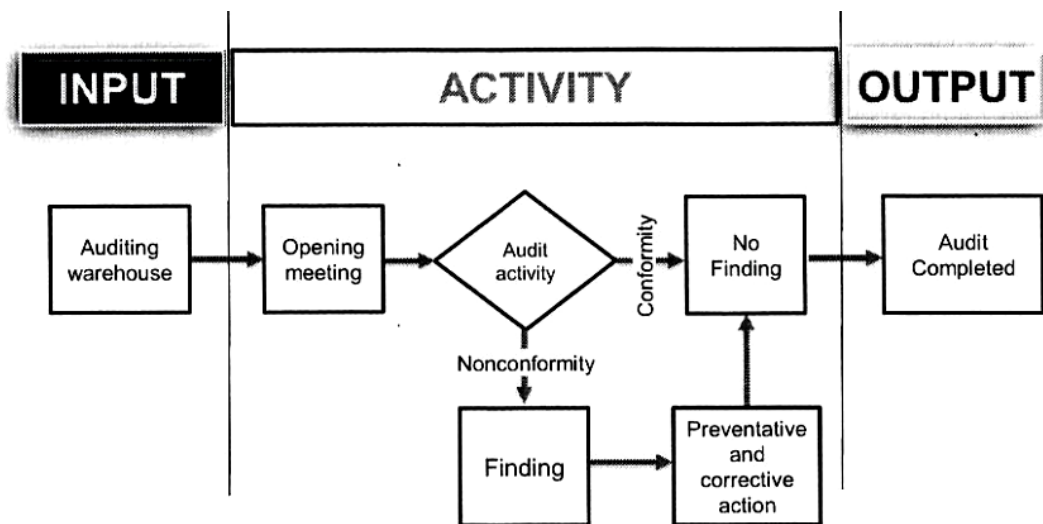 INPUT
ACTIVITY
OUTPUT
Auditing
warehouse
Opening
meeting
Audit
activity
Conformity
No
Finding
Audit
Completed
Nonconformity
Finding
Preventative
and
corrective
action